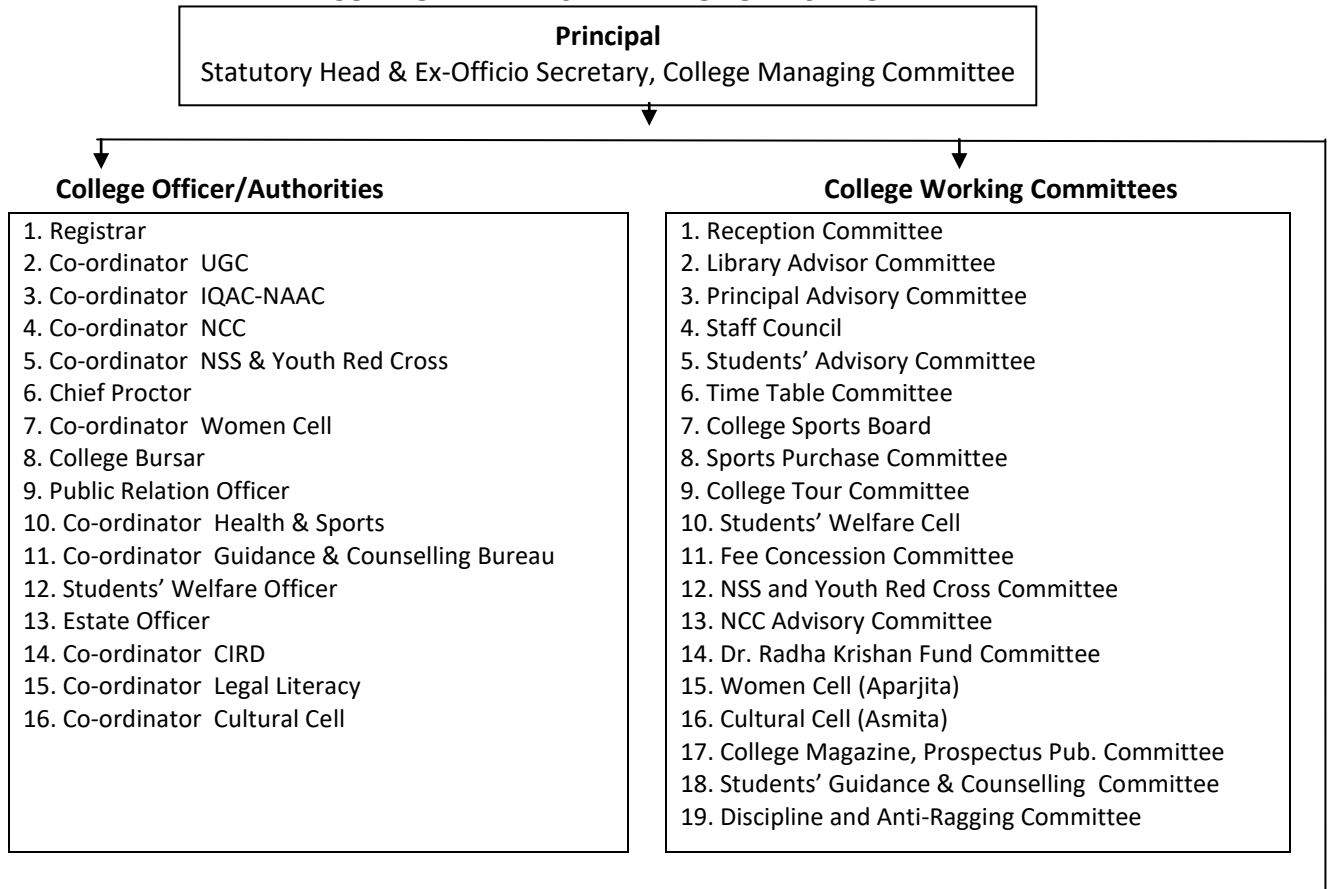 Principal
Statutory Head & Ex-Officio Secretary, College Managing Committee
College Officer/Authorities
1. Registrar
2. Co-ordinator UGC
3. Co-ordinator IQAC-NAAC
4. Co-ordinator NCC
5. Co-ordinator NSS & Youth Red Cross
6. Chief Proctor
7. Co-ordinator Women Cell
8. College Bursar
9. Public Relation Officer
10. Co-ordinator Health & Sports
11. Co-ordinator Guidance & Counselling Bureau
12. Students’ Welfare Officer
13. Estate Officer
14. Co-ordinator CIRD
15. Co-ordinator Legal Literacy
16. Co-ordinator Cultural Cell
College Working Committees
1. Reception Committee
2. Library Advisor Committee
3. Principal Advisory Committee
4. Staff Council
5. Students’ Advisory Committee
6. Time Table Committee
7. College Sports Board
8. Sports Purchase Committee
9. College Tour Committee
10. Students’ Welfare Cell
11. Fee Concession Committee
12. NSS and Youth Red Cross Committee
13. NCC Advisory Committee
14. Dr. Radha Krishan Fund Committee
15. Women Cell (Aparjita)
16. Cultural Cell (Asmita)
17. College Magazine, Prospectus Pub. Committee
18. Students’ Guidance & Counselling Committee
19. Discipline and Anti-Ragging Committee